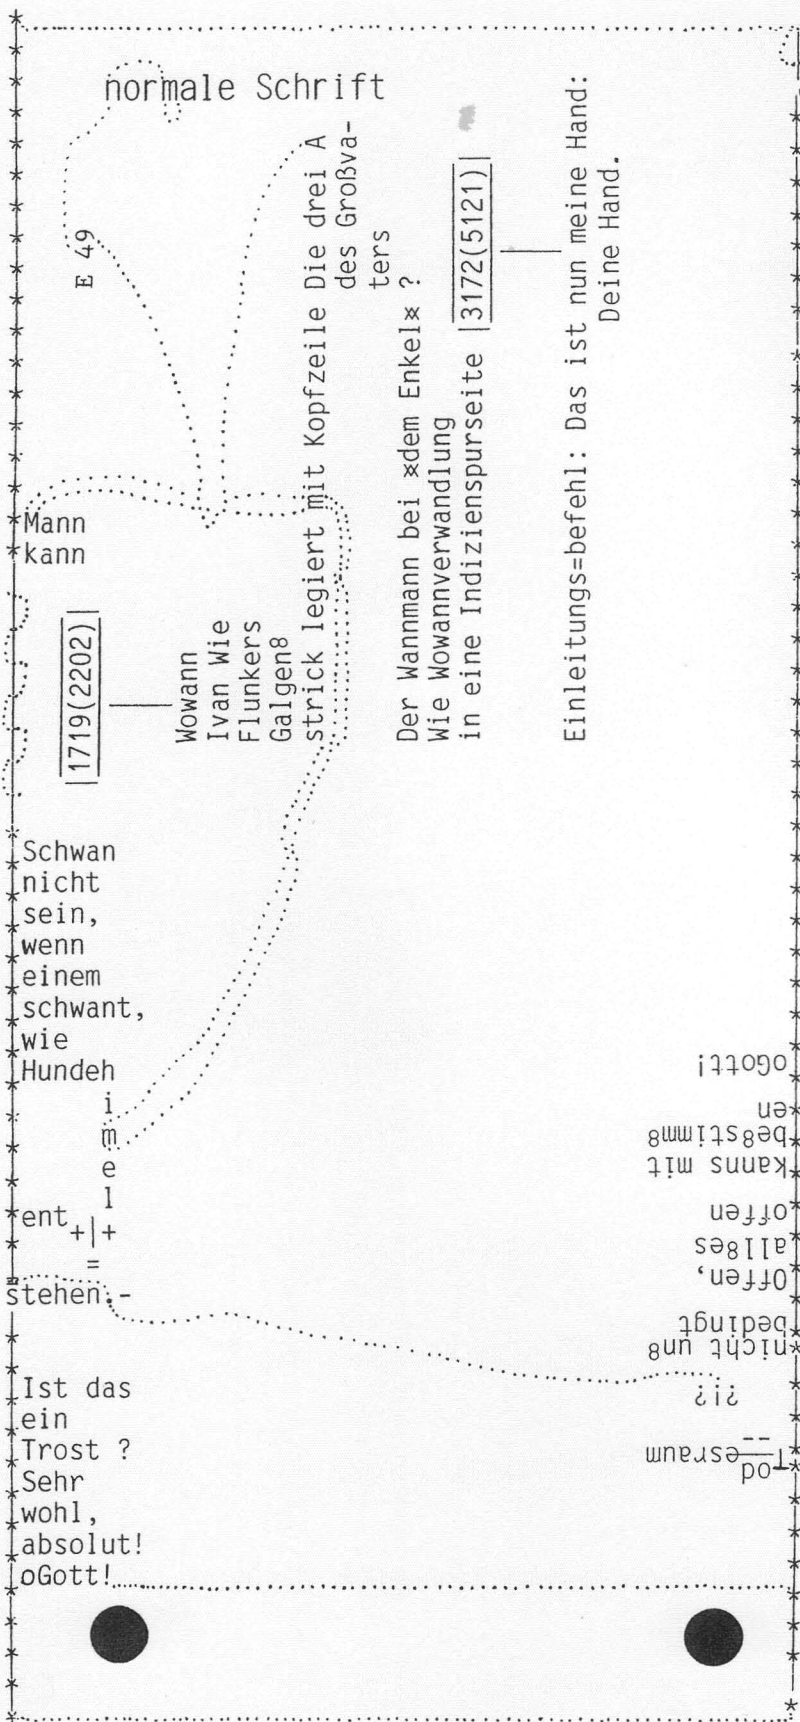 normale Schrift
E 49
Mann
kann
|1719(2202)|
Wowann
Ivan Wie
Flunkers
Galgen8
strick legiert mit Kopfzeile Die drei A
des Großva-
ters
Der Wannmann bei ¤dem Enkel¤ ?
Wie Wowannverwandlung
in eine Indizienspurseite |3172(5121)|
Einleitungs=befehl: Das ist nun meine Hand:
Deine Hand.
Schwan
nicht
sein,
wenn
einem
schwant,
wie
Hundeh
i
m
e
l
ent
+|+
=
stehen.-
Ist das
ein
Trost ?
Sehr
wohl,
absolut!
oGott!
Tod
esraum
?!?
nicht un8
bedingt
Offen,
all8es
offen
kanns mit
be8stimm8
en
oGott!